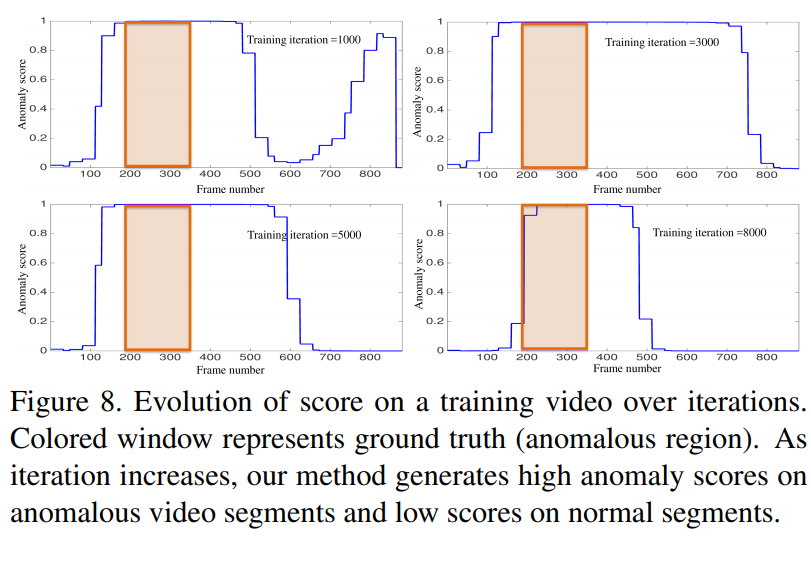 1
0.8
0.6
0.4
0.2
0
Anomaly score
Training iteration =1000
100 200 300 400 500 600 700 800
Frame number
1
0.8
0.6
0.4
0.2
0
Anomaly score
Training iteration =3000
100 200 300 400 500 600 700 800
Frame number
1
0.8
0.6
0.4
0.2
0
Anomaly score
Training iteration =5000
100 200 300 400 500 600 700 800
Frame number
1
0.8
0.6
0.4
0.2
0
Anomaly score
Training iteration =8000
100 200 300 400 500 600 700 800
Frame number
Figure 8. Evolution of score on a training video over iterations.
Colored window represents ground truth (anomalous region). As
iteration increases, our method generates high anomaly scores on
anomalous video segments and low scores on normal segments.